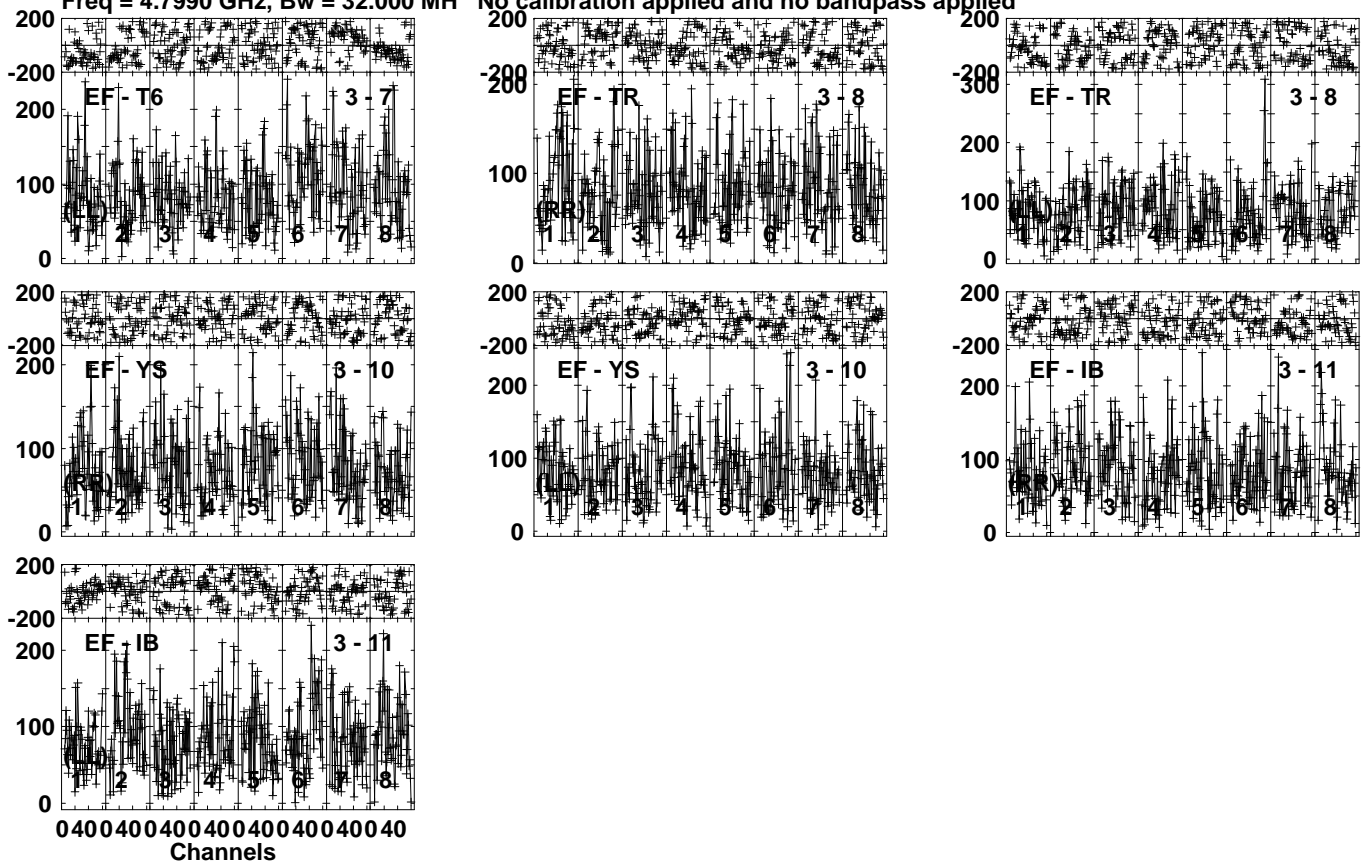 Freq = 4.7990 GHz, Bw = 32.000 MH No calibration applied and no bandpass applied
200
-200
200
100
0
EF - T6 3 - 7
(LL)
1 2 3 4 5 6 7 8
200
-200
200
100
0
EF - TR 3 - 8
(RR)
1 2 3 4 5 6 7 8
200
-200
300
200
100
0
EF - TR 3 - 8
(LL)
1 2 3 4 5 6 7 8
200
-200
200
100
0
EF - YS 3 - 10
(RR)
1 2 3 4 5 6 7 8
200
-200
200
100
0
EF - YS 3 - 10
(LL)
1 2 3 4 5 6 7 8
200
-200
200
100
0
EF - IB 3 - 11
(RR)
1 2 3 4 5 6 7 8
200
-200
200
100
0
EF - IB 3 - 11
(LL)
1 2 3 4 5 6 7 8
0 40 0 40 0 40 0 40 0 40 0 40 0 40 0 40
Channels